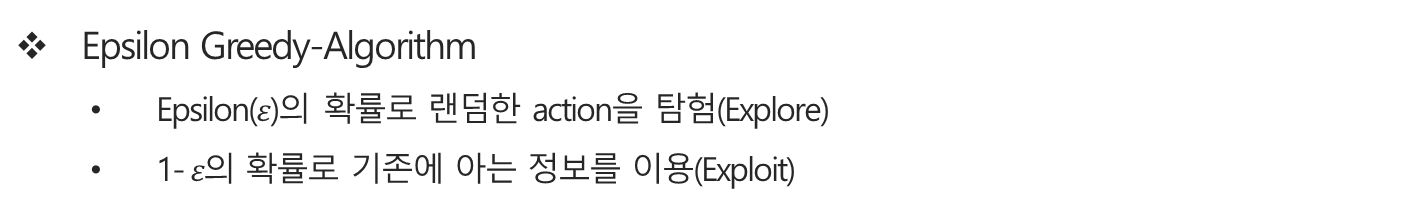 ❖ Epsilon Greedy-Algorithm
• Epsilon(ε)의 확률로 랜덤한 action을 탐험(Explore)
• 1- ε의 확률로 기존에 아는 정보를 이용(Exploit)